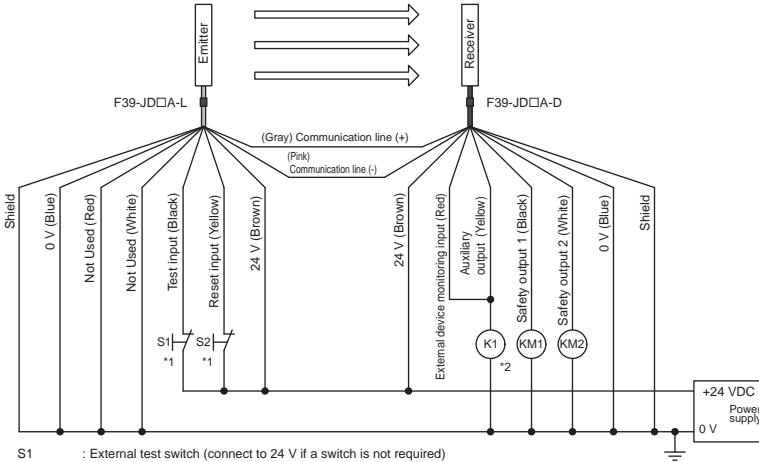 Emitter
Receiver
F39-JD□A-L
F39-JD□A-D
(Gray) Communication line (+)
(Pink)
Communication line (-)
Shield
0 V (Blue)
Not Used (Red)
Not Used (White)
Test input (Black)
Reset input (Yellow)
24 V (Brown)
24 V (Brown)
External device monitoring input (Red)
Auxiliary
output (Yellow)
Safety output 1 (Black)
Safety output 2 (White)
0 V (Blue)
Shield
S1
*1
S2
*1
K1
*2
KM1
KM2
+24 VDC
Power
supply
0 V
S1 : External test switch (connect to 24 V if a switch is not required)